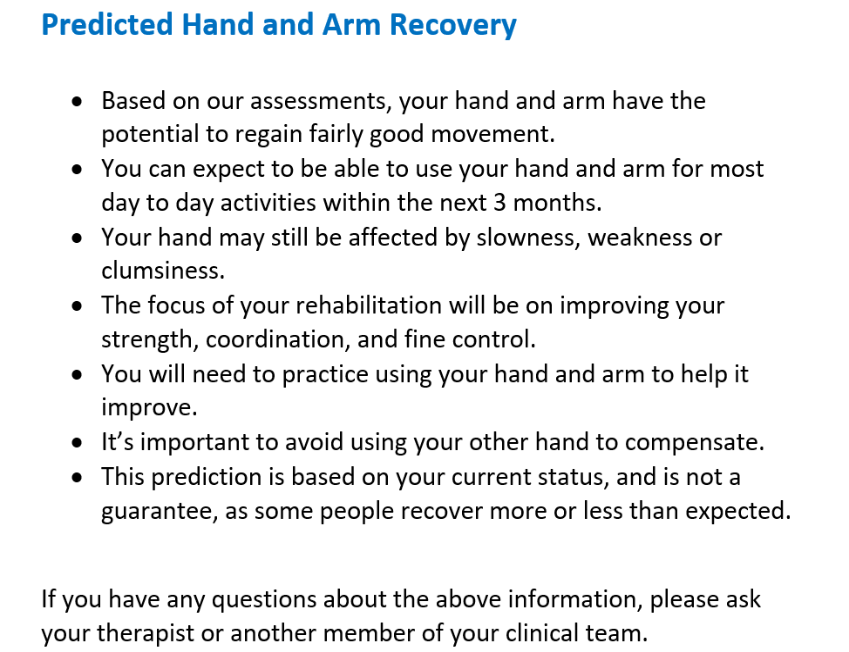 Predicted Hand and Arm Recovery
• Based on our assessments, your hand and arm have the
potential to regain fairly good movement.
• You can expect to be able to use your hand and arm for most
day to day activities within the next 3 months.
• Your hand may still be affected by slowness, weakness or
clumsiness.
• The focus of your rehabilitation will be on improving your
strength, coordination, and fine control.
• You will need to practice using your hand and arm to help it
improve.
• It’s important to avoid using your other hand to compensate.
• This prediction is based on your current status, and is not a
guarantee, as some people recover more or less than expected.
If you have any questions about the above information, please ask
your therapist or another member of your clinical team.